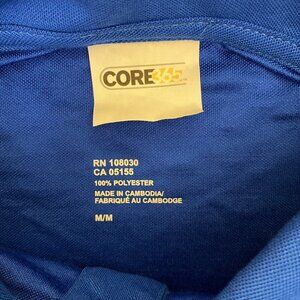 CORE365
RN 108030
CA 05155
100% POLYESTER
MADE IN CAMBODIA/
FABRIQUÉ AU CAMBODGE
M/M